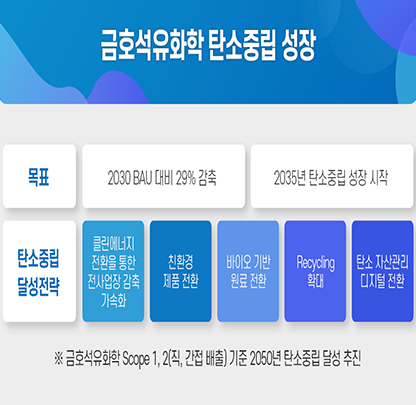 금호석유화학 탄소중립 성장
목표
2030 BAU 대비 29% 감축
2035년 탄소중립 성장 시작
탄소중립
달성전략
클린에너지
전환을 통한
전사업장 감축
가속화
친환경
제품 전환
바이오 기반
원료 전환
Recycling
확대
탄소 자산관리
디지털 전환
※ 금호석유화학 Scope 1, 2(직, 간접 배출) 기준 2050년 탄소중립 달성 추진